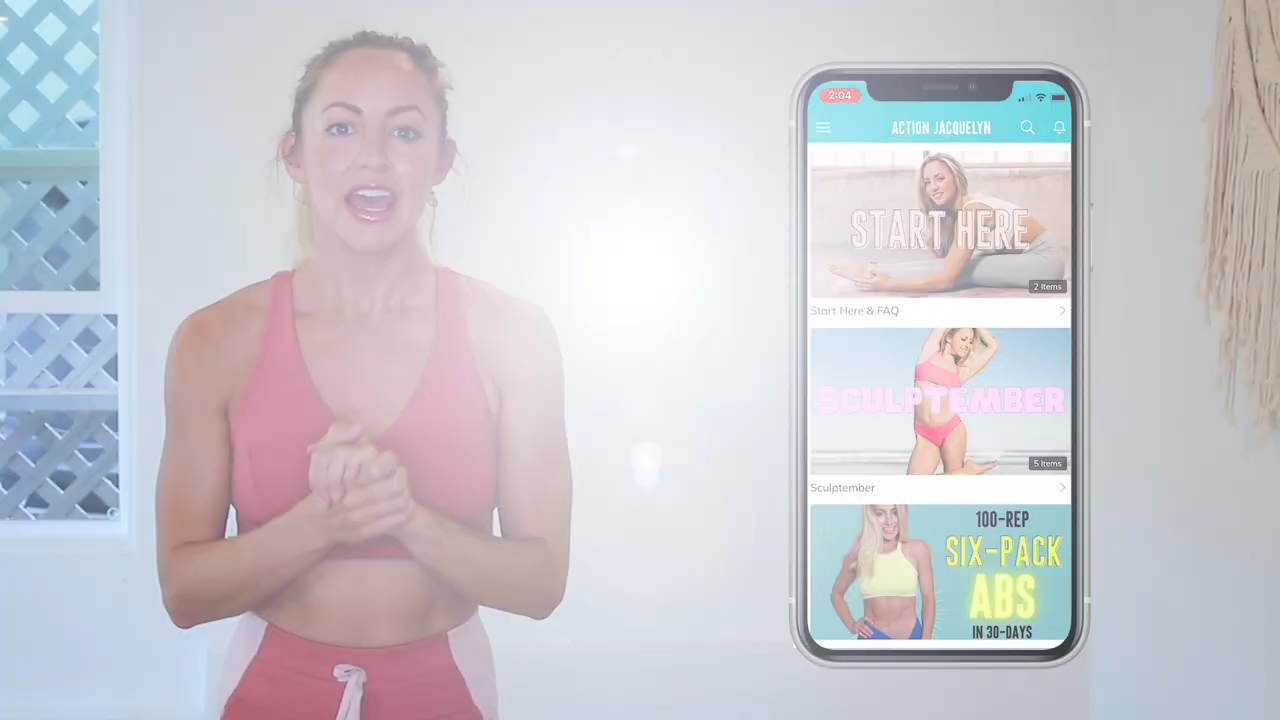 2:04
ACTION JACQUELYN
START HERE
2 Items
Start Here & FAQ
SCULPTEMBER
5 Items
Sculptember
100-REP
SIX-PACK
ABS
IN 30-DAYS